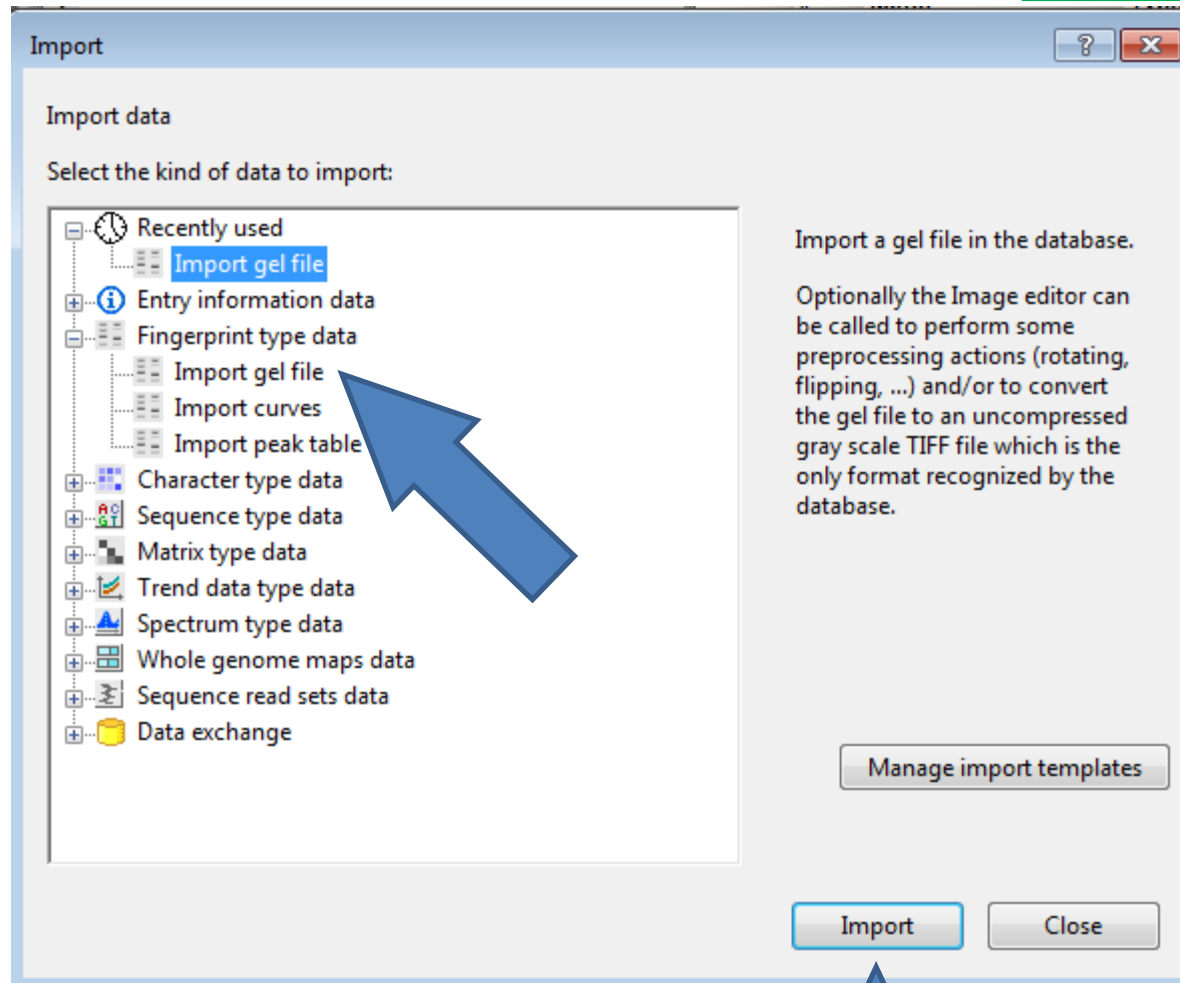 Import
Import data
Select the kind of data to import:
Recently used
Import gel file
Entry information data
Fingerprint type data
Import gel file
Import curves
Import peak table
Character type data
Sequence type data
Matrix type data
Trend data type data
Spectrum type data
Whole genome maps data
Sequence read sets data
Data exchange
Import a gel file in the database.
Optionally the Image editor can
be called to perform some
preprocessing actions (rotating,
flipping, ...) and/or to convert
the gel file to an uncompressed
gray scale TIFF file which is the
only format recognized by the
database.
Manage import templates
Import
Close